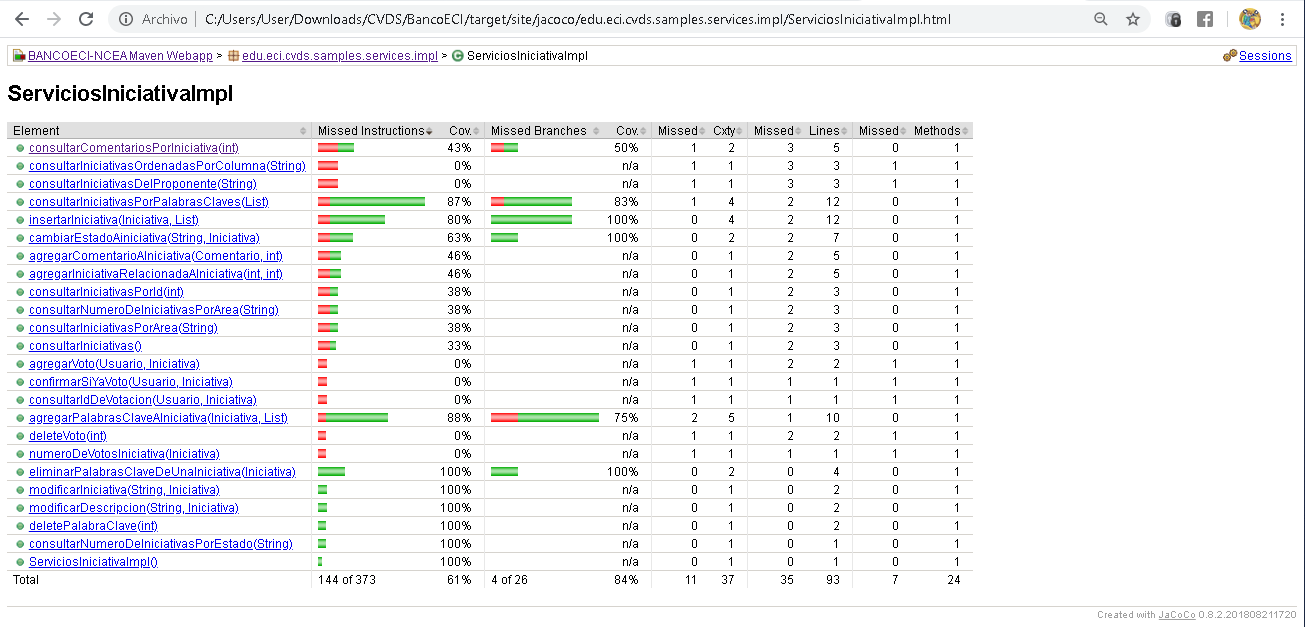 Archivo C:/Users/User/Downloads/CVDS/BancoECI/target/site/jacoco/edu.eci.cvds.samples.services.impl/ServiciosIniciativaImpl.html
BANCOECI-NCEA Maven Webapp > edu.eci.cvds.samples.services.impl > ServiciosIniciativaImpl Sessions
ServiciosIniciativaImpl
Element Missed Instructions Cov. Missed Branches Cov. Missed Cxty Missed Lines Missed Methods
consultarComentariosPorIniciativa(int) 43% 50% 1 2 3 5 0 1
consultarIniciativasOrdenadasPorColumna(String) 0% n/a 1 1 3 3 1 1
consultarIniciativasDelProponente(String) 0% n/a 1 1 3 3 1 1
consultarIniciativasPorPalabrasClaves(List) 87% 83% 1 4 2 12 0 1
insertarIniciativa(Iniciativa, List) 80% 100% 0 4 2 12 0 1
cambiarEstadoAiniciativa(String, Iniciativa) 63% 100% 0 2 2 7 0 1
agregarComentarioAIniciativa(Comentario, int) 46% n/a 0 1 2 5 0 1
agregarIniciativaRelacionadaAIniciativa(int, int) 46% n/a 0 1 2 5 0 1
consultarIniciativasPorId(int) 38% n/a 0 1 2 3 0 1
consultarNumeroDeIniciativasPorArea(String) 38% n/a 0 1 2 3 0 1
consultarIniciativasPorArea(String) 38% n/a 0 1 2 3 0 1
consultarIniciativas() 33% n/a 0 1 2 3 0 1
agregarVoto(Usuario, Iniciativa) 0% n/a 1 1 2 2 1 1
confirmarSiYaVoto(Usuario, Iniciativa) 0% n/a 1 1 1 1 1 1
consultarIdDeVotacion(Usuario, Iniciativa) 0% n/a 1 1 1 1 1 1
agregarPalabrasClaveAIniciativa(Iniciativa, List) 88% 75% 2 5 1 10 0 1
deleteVoto(int) 0% n/a 1 1 2 2 1 1
numeroDeVotosIniciativa(Iniciativa) 0% n/a 1 1 1 1 1 1
eliminarPalabrasClaveDeUnaIniciativa(Iniciativa) 100% 100% 0 2 0 4 0 1
modificarIniciativa(String, Iniciativa) 100% n/a 0 1 0 2 0 1
modificarDescripcion(String, Iniciativa) 100% n/a 0 1 0 2 0 1
deletePalabraClave(int) 100% n/a 0 1 0 2 0 1
consultarNumeroDeIniciativasPorEstado(String) 100% n/a 0 1 0 1 0 1
ServiciosIniciativaImpl() 100% n/a 0 1 0 1 0 1
Total 144 of 373 61% 4 of 26 84% 11 37 35 93 7 24
Created with JaCoCo 0.8.2.201808211720